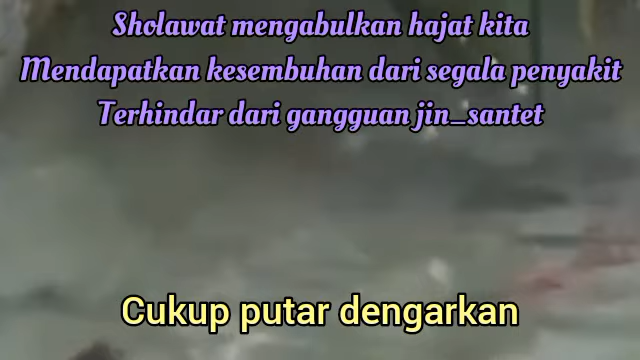 Sholawat mengabulkan hajat kita
Mendapatkan kesembuhan dari segala penyakit
Terhindar dari gangguan jin_santet
Cukup putar dengarkan